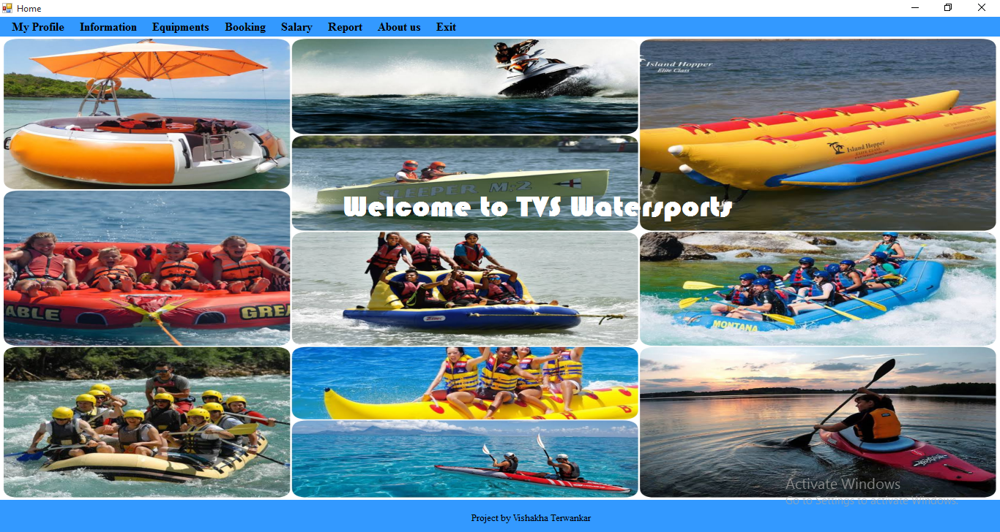 Home
My Profile Information Equipments Booking Salary Report About us Exit
Island Hopper
Elite Class
Island Hopper
SLEEPER Mk2
Welcome to TVS Watersports
ABLE
GREA
MONTANA
B
Activate Windows
Go to Settings to activate Windows.
Project by Vishakha Terwankar